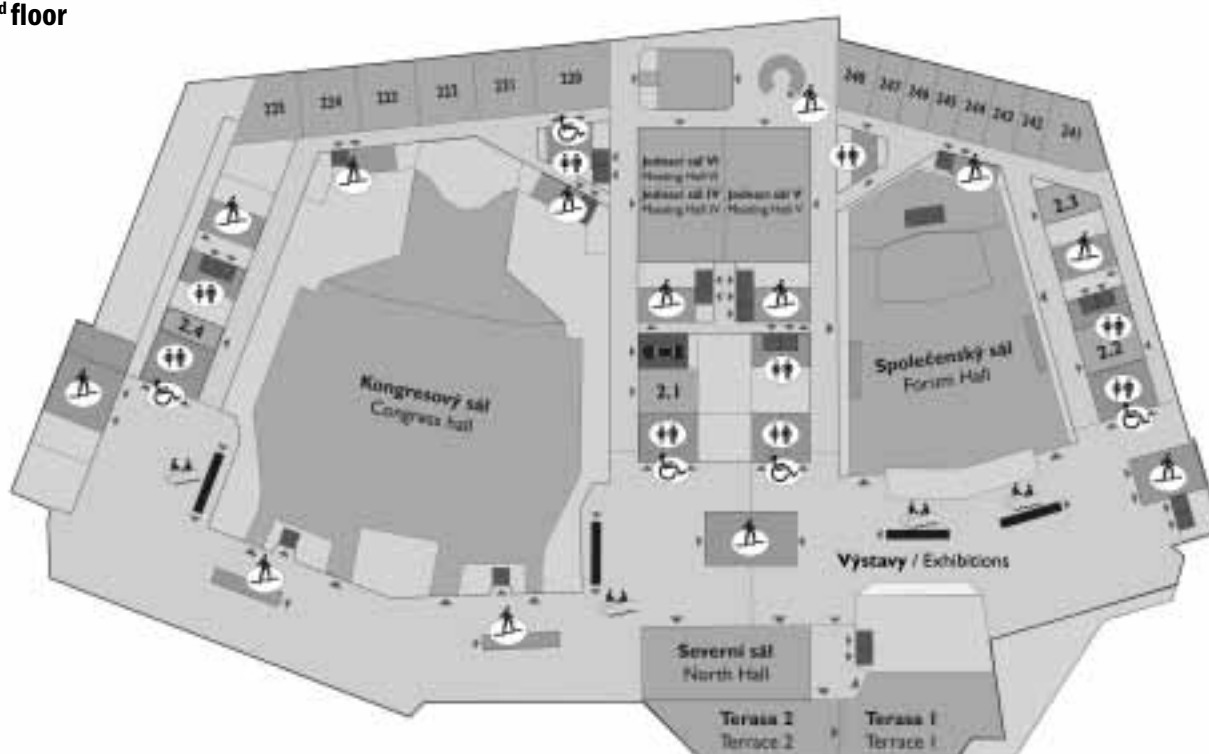 d floor
225
224
222
223
221
220
248
247
246
245
244
243
242
241
Jednací sál VI
Meeting Hall VI
Jednací sál IV
Meeting Hall IV
Jednací sál V
Meeting Hall V
2.3
2.4
2.1
2.2
Kongresový sál
Congress hall
Společenský sál
Forum Hall
Výstavy / Exhibitions
Severní sál
North Hall
Terasa 2
Terrace 2
Terasa 1
Terrace 1